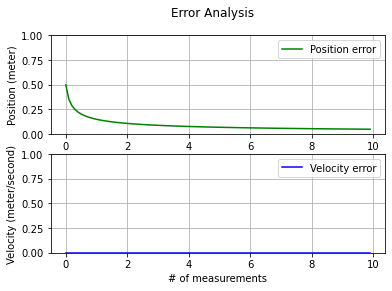 Error Analysis
Position (meter)
1.00
0.75
0.50
0.25
0.00
Position error
0 2 4 6 8 10
Velocity (meter/second)
1.00
0.75
0.50
0.25
0.00
Velocity error
0 2 4 6 8 10
# of measurements